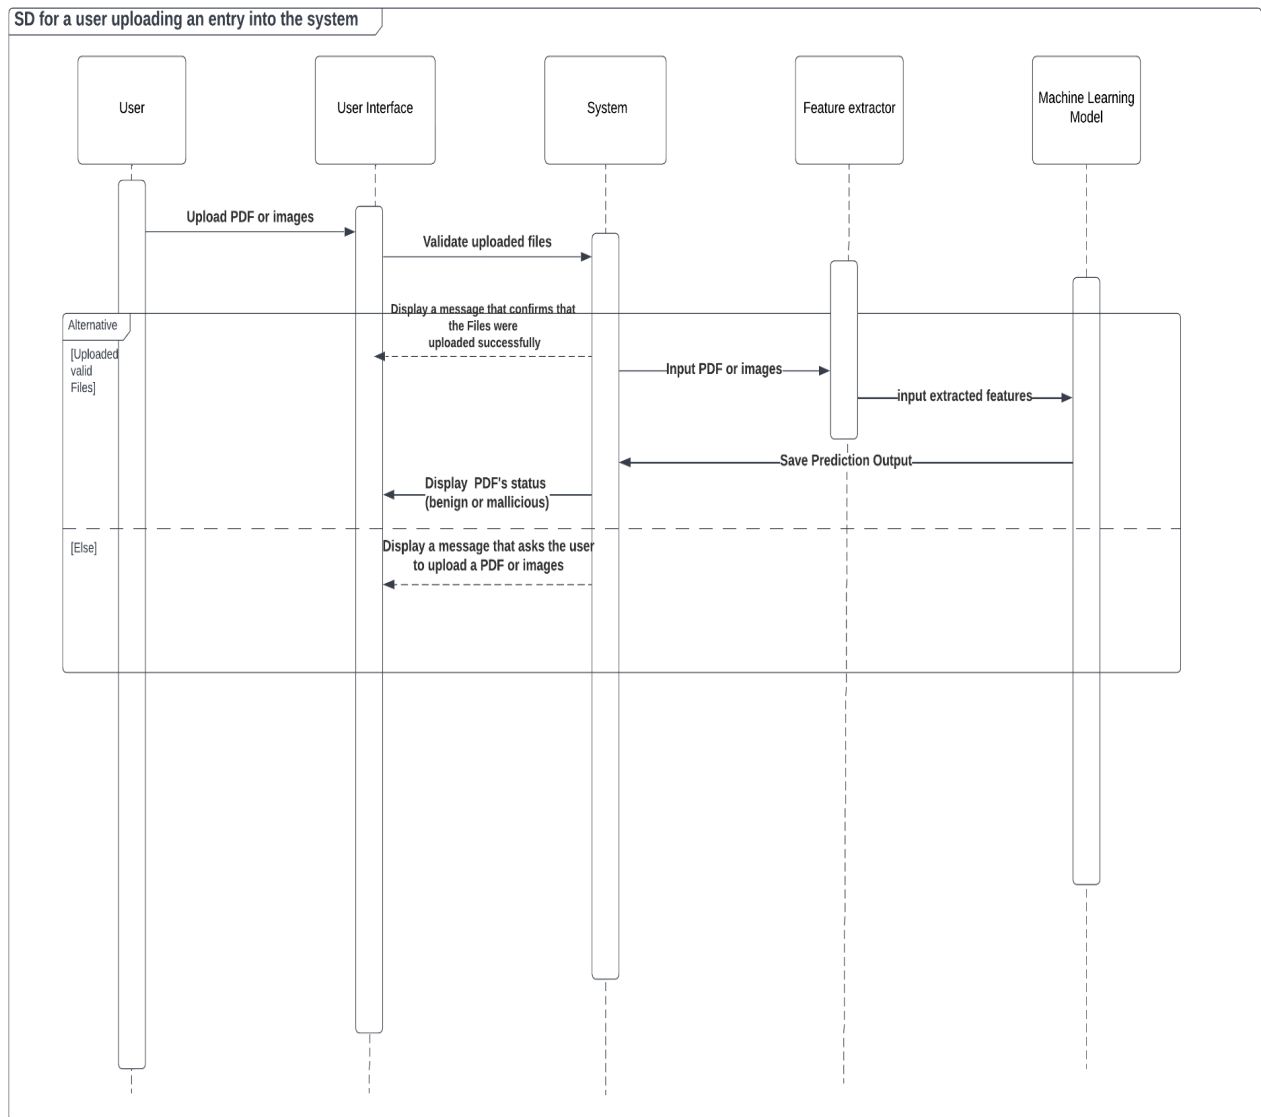 SD for a user uploading an entry into the system
User
User Interface
System
Feature extractor
Machine Learning
Model
Upload PDF or images
Validate uploaded files
Display a message that confirms that
the Files were
uploaded successfully
Alternative
[Uploaded
valid
Files]
Input PDF or images
input extracted features
Save Prediction Output
Display PDF's status
(benign or mallicious)
[Else]
Display a message that asks the user
to upload a PDF or images